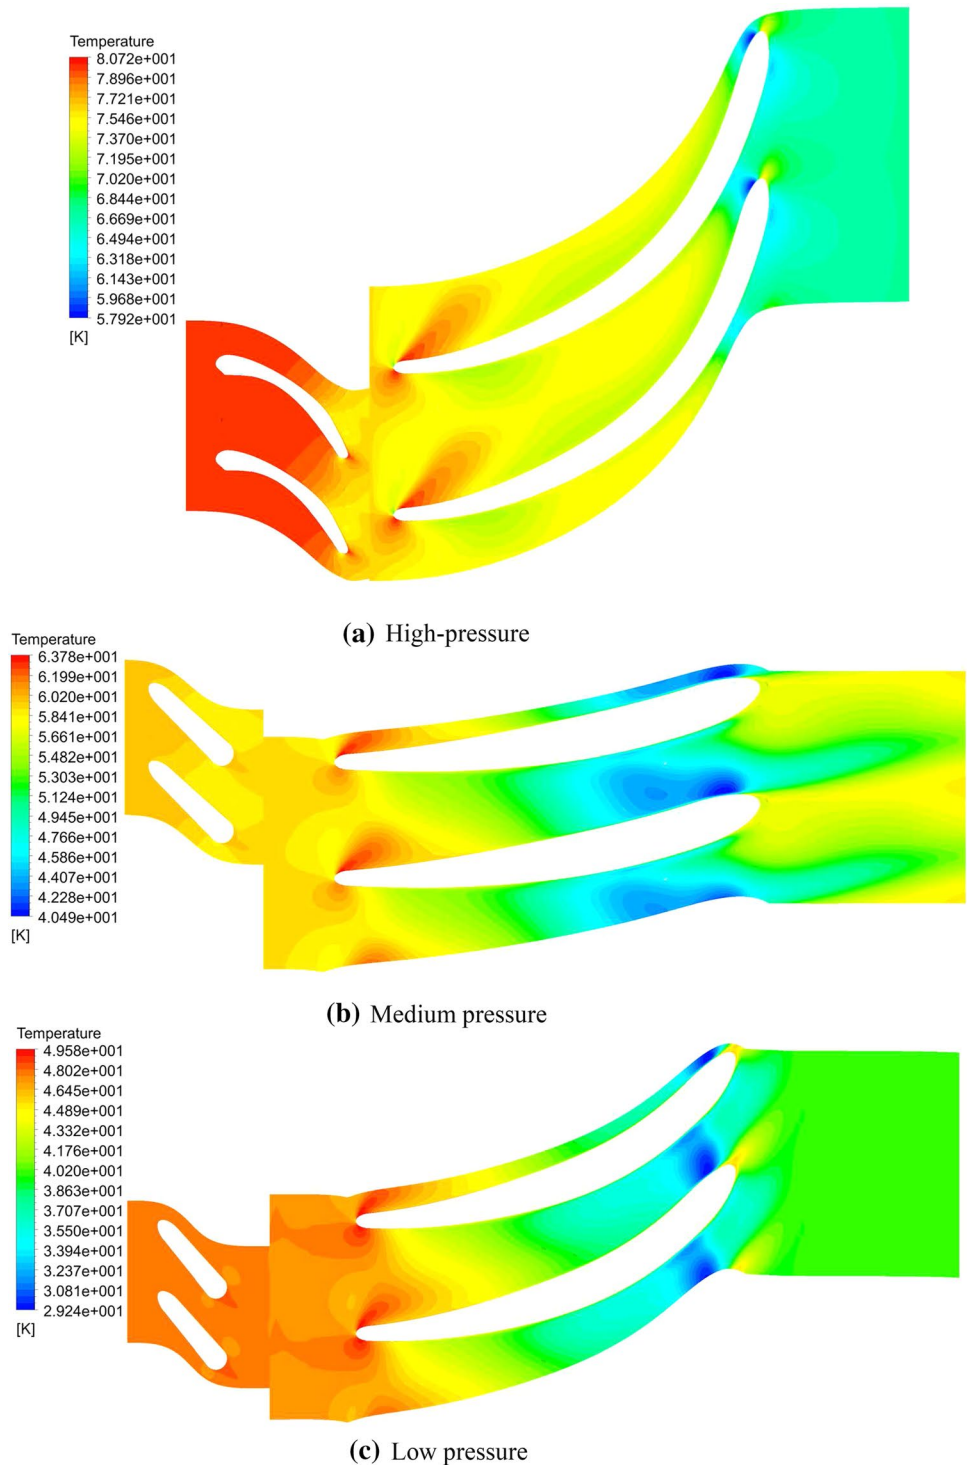 Temperature
8.072e+001
7.896e+001
7.721e+001
7.546e+001
7.370e+001
7.195e+001
7.020e+001
6.844e+001
6.669e+001
6.494e+001
6.318e+001
6.143e+001
5.968e+001
5.792e+001
[K]
(a) High-pressure
Temperature
6.378e+001
6.199e+001
6.020e+001
5.841e+001
5.661e+001
5.482e+001
5.303e+001
5.124e+001
4.945e+001
4.766e+001
4.586e+001
4.407e+001
4.228e+001
4.049e+001
[K]
(b) Medium pressure
Temperature
4.958e+001
4.802e+001
4.645e+001
4.489e+001
4.332e+001
4.176e+001
4.020e+001
3.863e+001
3.707e+001
3.550e+001
3.394e+001
3.237e+001
3.081e+001
2.924e+001
[K]
(c) Low pressure